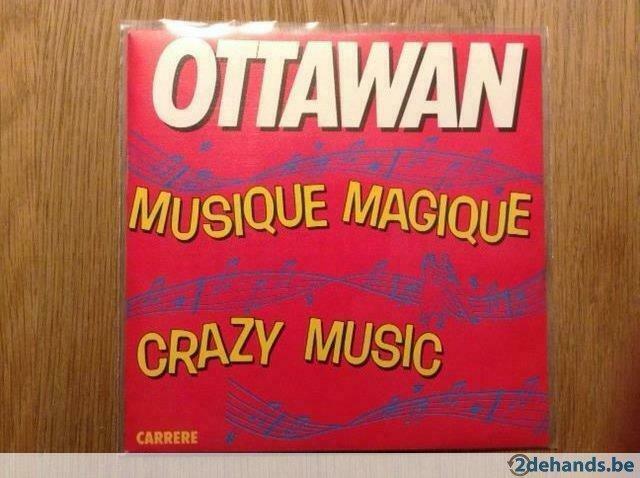 OTTAWAN
MUSIQUE MAGIQUE
CRAZY MUSIC
CARRERE
2dehands.be